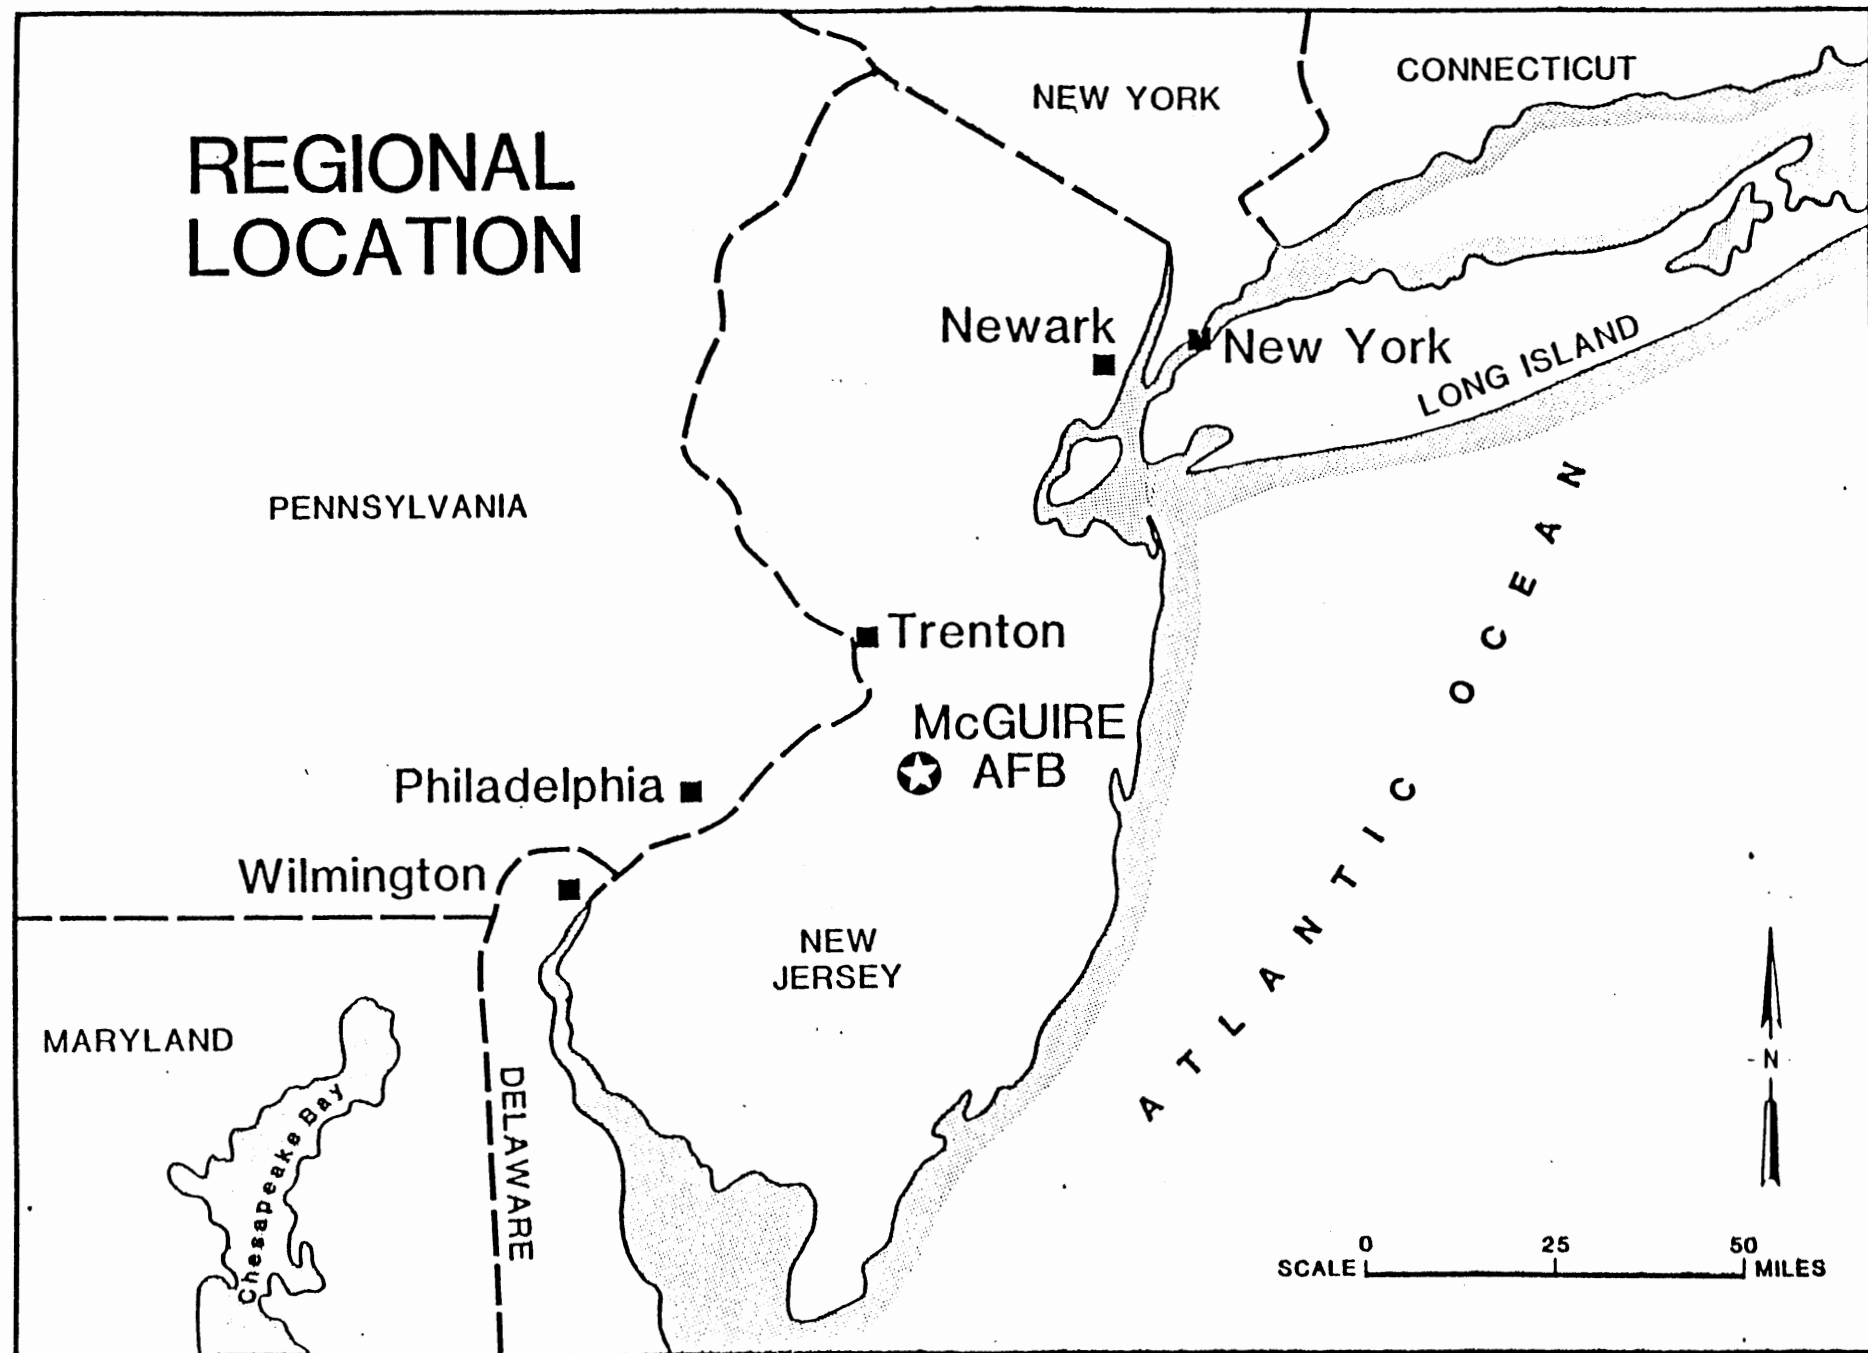 REGIONAL
LOCATION
NEW YORK
CONNECTICUT
Newark
New York
LONG ISLAND
PENNSYLVANIA
ATLANTIC OCEAN
Trenton
McGUIRE
AFB
Philadelphia
Wilmington
NEW
JERSEY
MARYLAND
Chesapeake Bay
DELAWARE
N
0 25 50
SCALE MILES